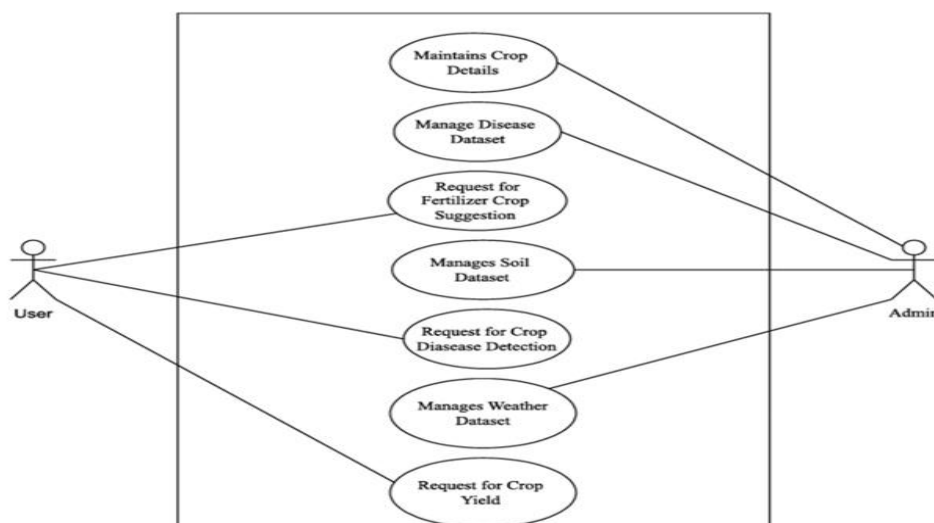 Maintains Crop
Details
Manage Disease
Dataset
Request for
Fertilizer Crop
Suggestion
Manages Soil
Dataset
User
Admin
Request for Crop
Diasease Detection
Manages Weather
Dataset
Request for Crop
Yield